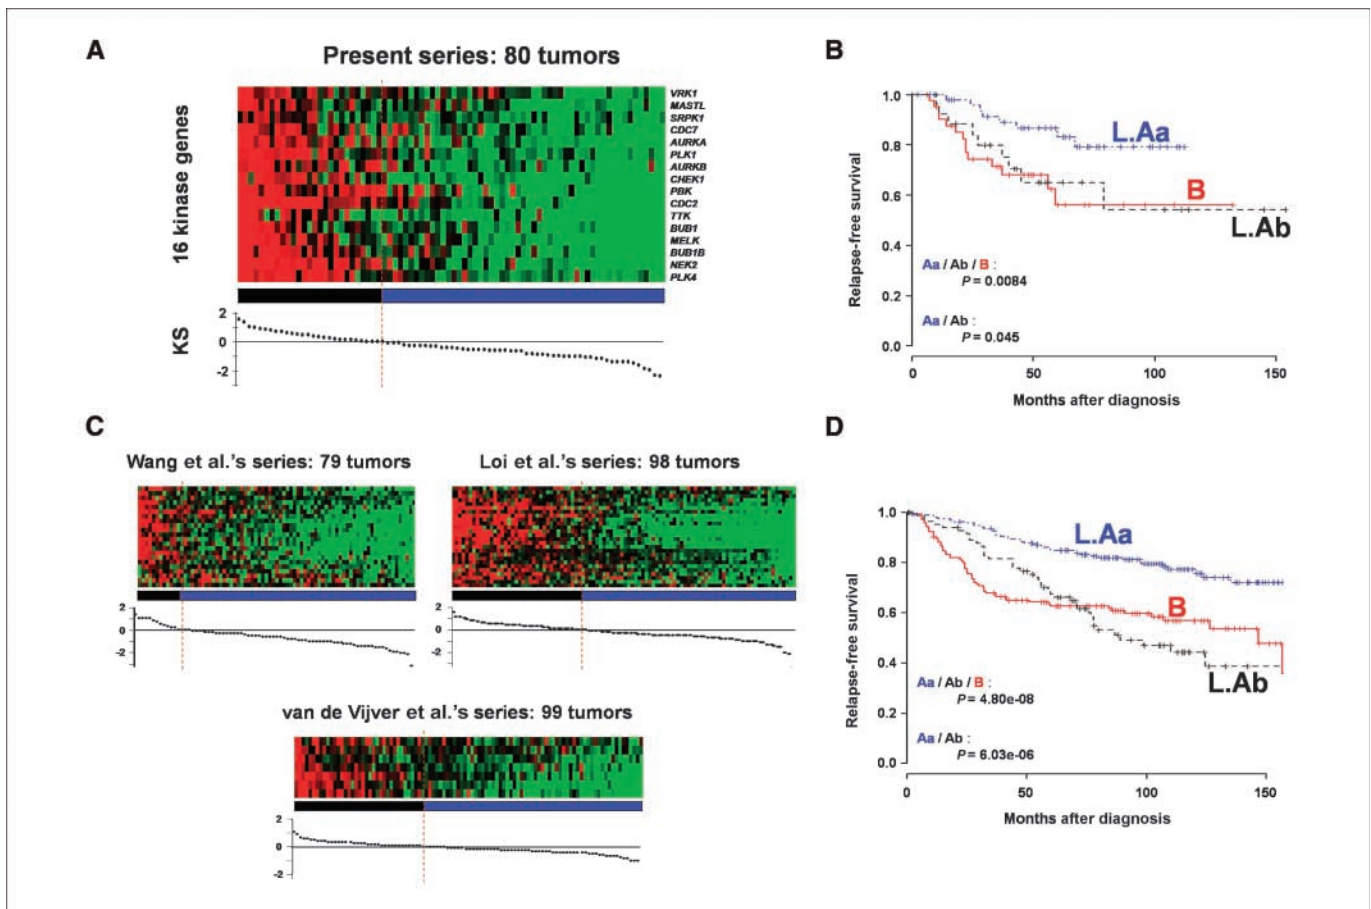 A
Present series: 80 tumors
16 kinase genes
VRK1
MASTL
SRPK1
CDC7
AURKA
PLK1
AURKB
CHEK1
PBK
CDC2
TTK
BUB1
MELK
BUB1B
NEK2
PLK4
KS
2
0
-2
B
Relapse-free survival
1.0
0.8
0.6
0.4
0.2
0.0
L.Aa
B
L.Ab
Aa / Ab / B :
P = 0.0084
Aa / Ab :
P = 0.045
0
50
100
150
Months after diagnosis
C
Wang et al.'s series: 79 tumors
2
0
-2
Loi et al.'s series: 98 tumors
2
0
-2
van de Vijver et al.'s series: 99 tumors
2
0
-2
D
Relapse-free survival
1.0
0.8
0.6
0.4
0.2
0.0
L.Aa
B
L.Ab
Aa / Ab / B :
P = 4.80e-08
Aa / Ab :
P = 6.03e-06
0
50
100
150
Months after diagnosis